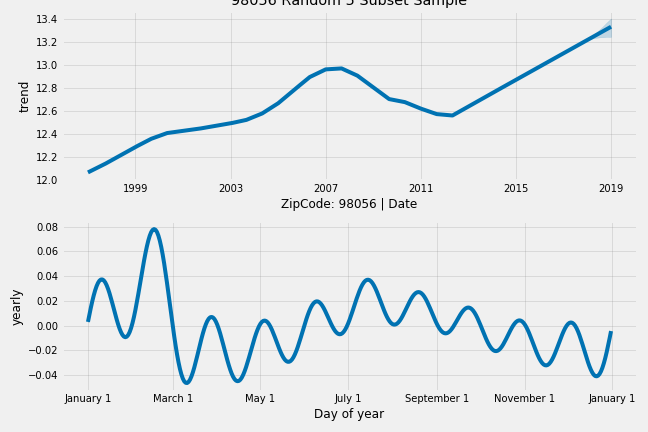 98056 Random 5 Subset Sample
13.4
13.2
13.0
12.8
12.6
12.4
12.2
12.0
trend
1999 2003 2007 2011 2015 2019
ZipCode: 98056 | Date
0.08
0.06
0.04
0.02
0.00
−0.02
−0.04
yearly
January 1 March 1 May 1 July 1 September 1 November 1 January 1
Day of year